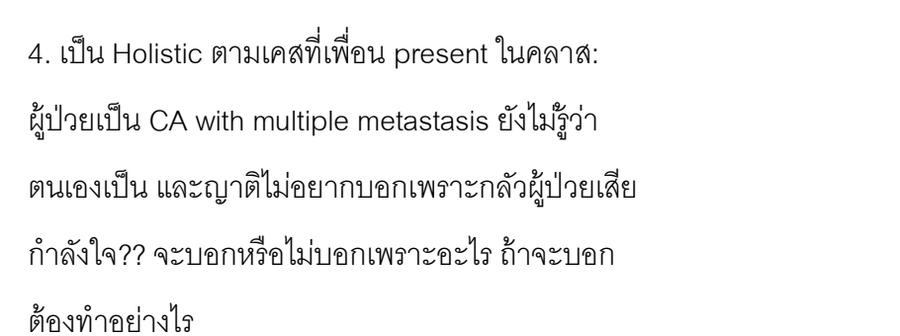 4. เป็น Holistic ตามเคสที่เพื่อน present ในคลาส:
ผู้ป่วยเป็น CA with multiple metastasis ยังไม่รู้ว่า
ตนเองเป็น และญาติไม่อยากบอกเพราะกลัวผู้ป่วยเสีย
กำลังใจ?? จะบอกหรือไม่บอกเพราะอะไร ถ้าจะบอก
ต้องทำอย่างไร